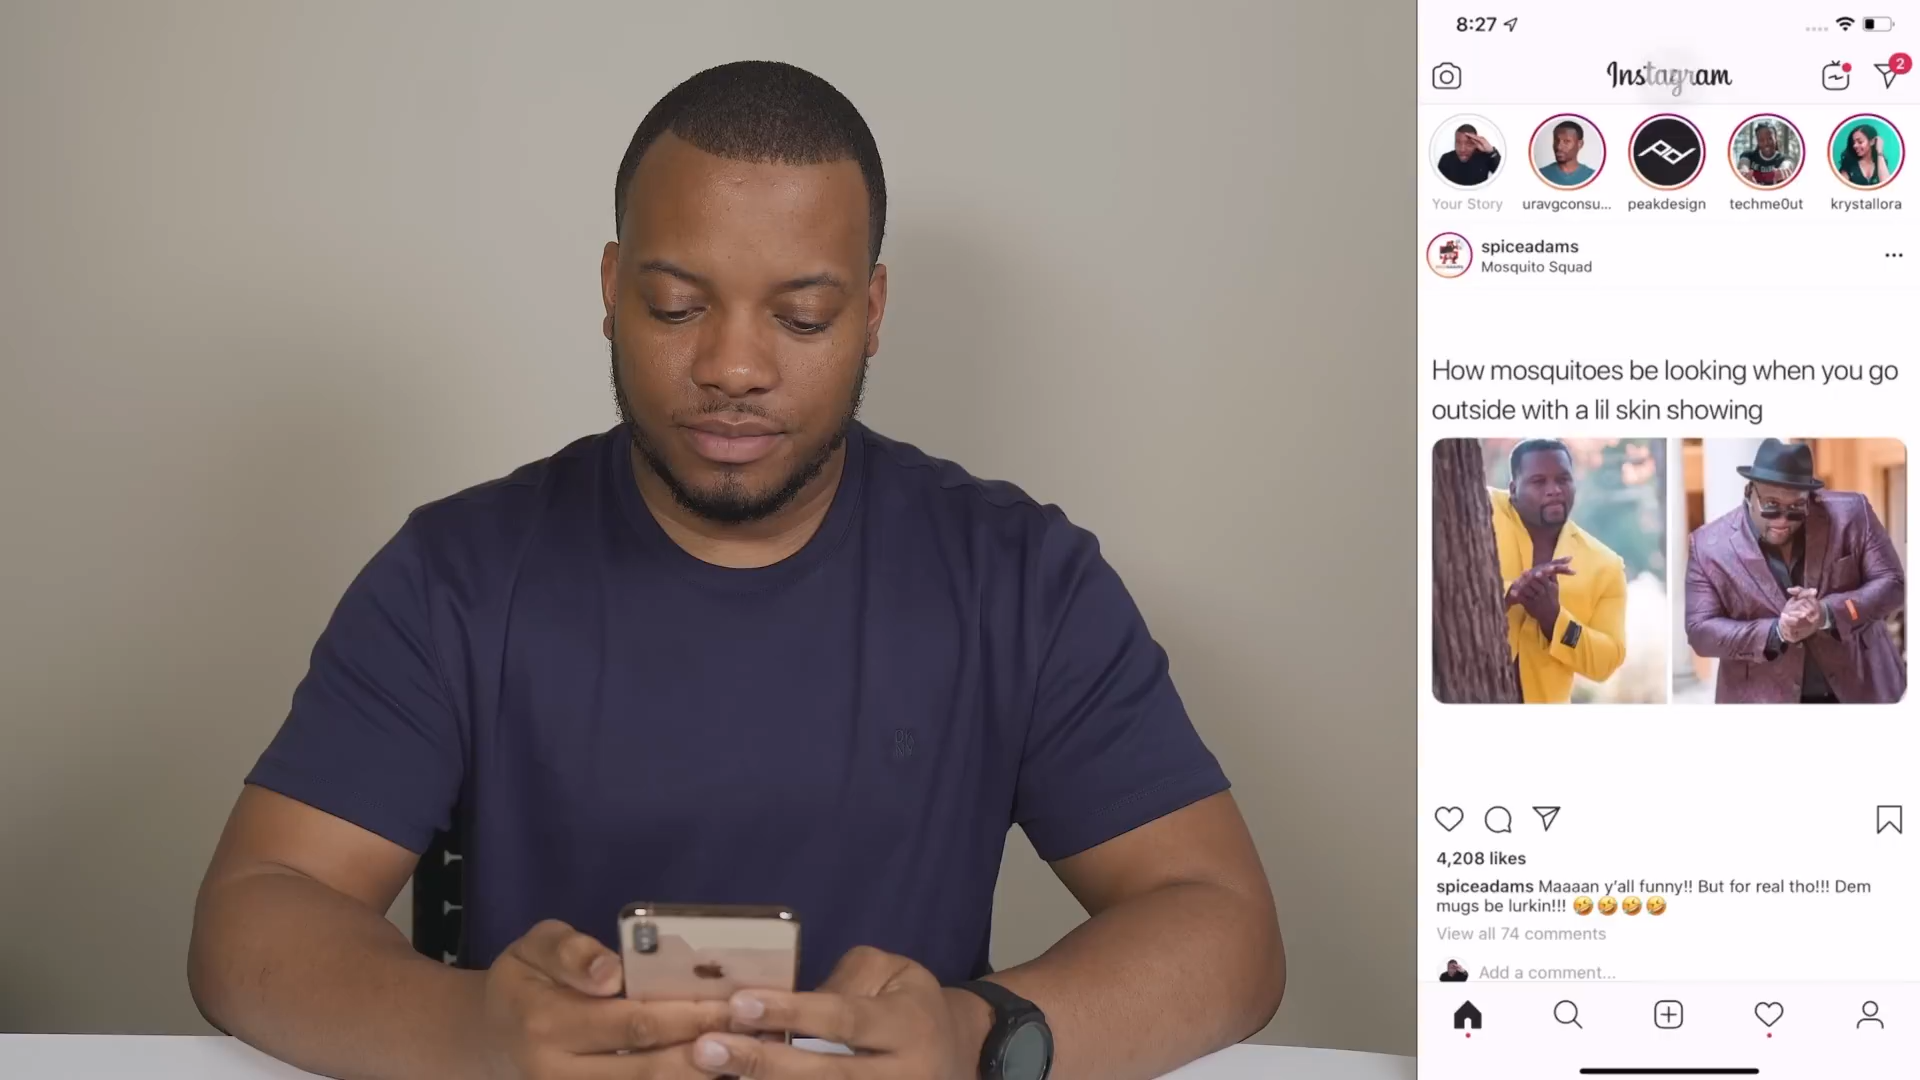 8:27
Instagram
2
Your Story
uravgconsu...
peakdesign
techme0ut
krystallora
spiceadams
Mosquito Squad
How mosquitoes be looking when you go
outside with a lil skin showing
4,208 likes
spiceadams Maaaan y'all funny!! But for real tho!!! Dem
mugs be lurkin!!! 🤣🤣🤣🤣
View all 74 comments
Add a comment...